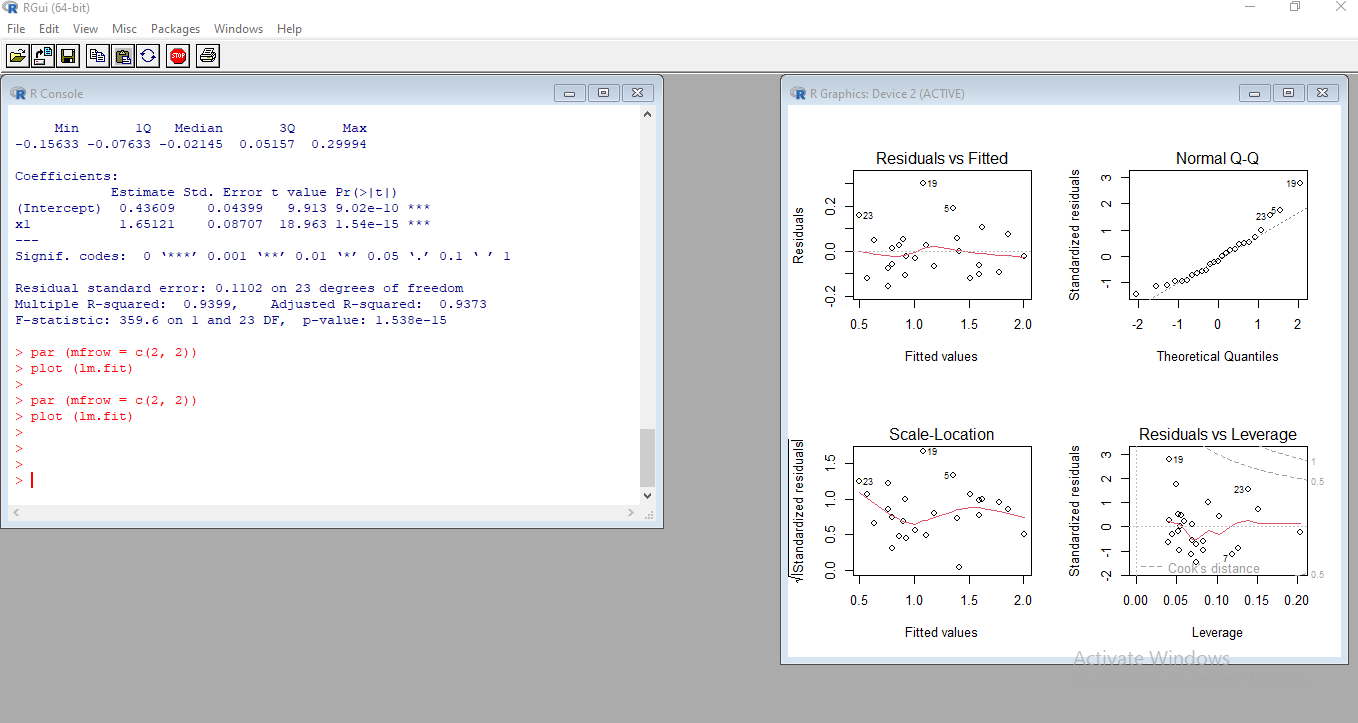 RGui (64-bit)
File Edit View Misc Packages Windows Help
STOP
R Console
Min 1Q Median 3Q Max
-0.15633 -0.07633 -0.02145 0.05157 0.29994
Coefficients:
Estimate Std. Error t value Pr(>|t|)
(Intercept) 0.43609 0.04399 9.913 9.02e-10 ***
x1 1.65121 0.08707 18.963 1.54e-15 ***
---
Signif. codes: 0 ‘***’ 0.001 ‘**’ 0.01 ‘*’ 0.05 ‘.’ 0.1 ‘ ’ 1
Residual standard error: 0.1102 on 23 degrees of freedom
Multiple R-squared: 0.9399, Adjusted R-squared: 0.9373
F-statistic: 359.6 on 1 and 23 DF, p-value: 1.538e-15
> par (mfrow = c(2, 2))
> plot (lm.fit)
>
> par (mfrow = c(2, 2))
> plot (lm.fit)
>
>
>
>
R Graphics: Device 2 (ACTIVE)
Residuals vs Fitted
Residuals
0.2
0.0
-0.2
19
5
23
0.5 1.0 1.5 2.0
Fitted values
Normal Q-Q
Standardized residuals
3
2
1
0
-1
19
5
23
-2 -1 0 1 2
Theoretical Quantiles
Scale-Location
√|Standardized residuals|
1.5
1.0
0.5
0.0
19
5
23
0.5 1.0 1.5 2.0
Fitted values
Residuals vs Leverage
Standardized residuals
3
2
1
0
-1
-2
19
23
7
1
0.5
0.5
Cook's distance
0.00 0.05 0.10 0.15 0.20
Leverage
Activate Windows